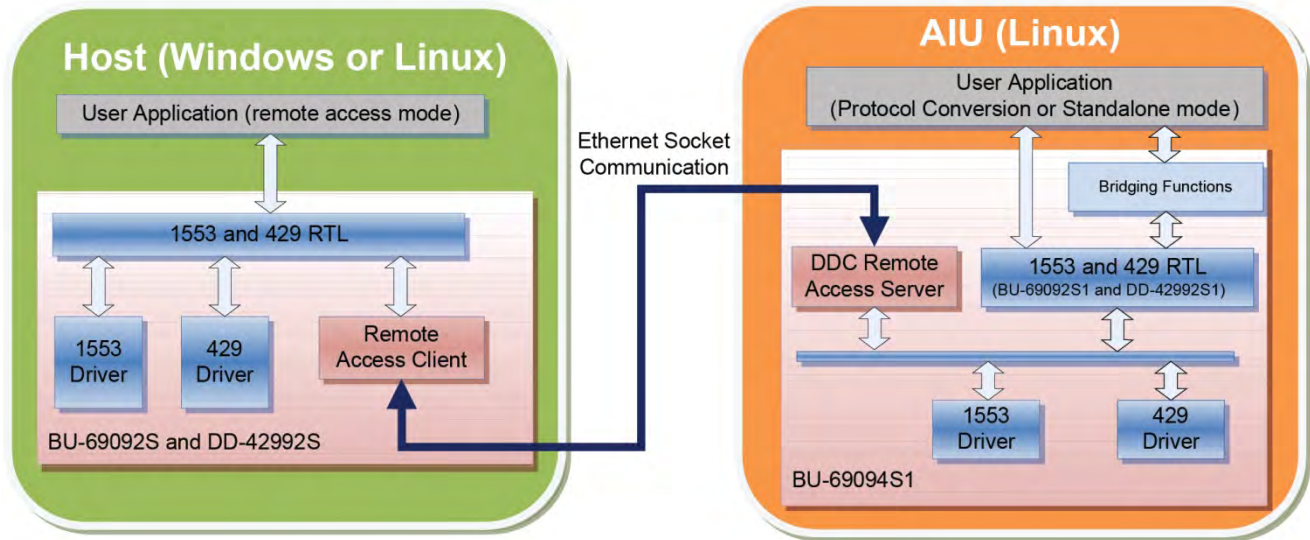 Host (Windows or Linux)
User Application (remote access mode)
1553 and 429 RTL
1553
Driver
429
Driver
Remote
Access Client
BU-69092S and DD-42992S
Ethernet Socket
Communication
AIU (Linux)
User Application
(Protocol Conversion or Standalone mode)
Bridging Functions
DDC Remote
Access Server
1553 and 429 RTL
(BU-69092S1 and DD-42992S1)
1553
Driver
429
Driver
BU-69094S1